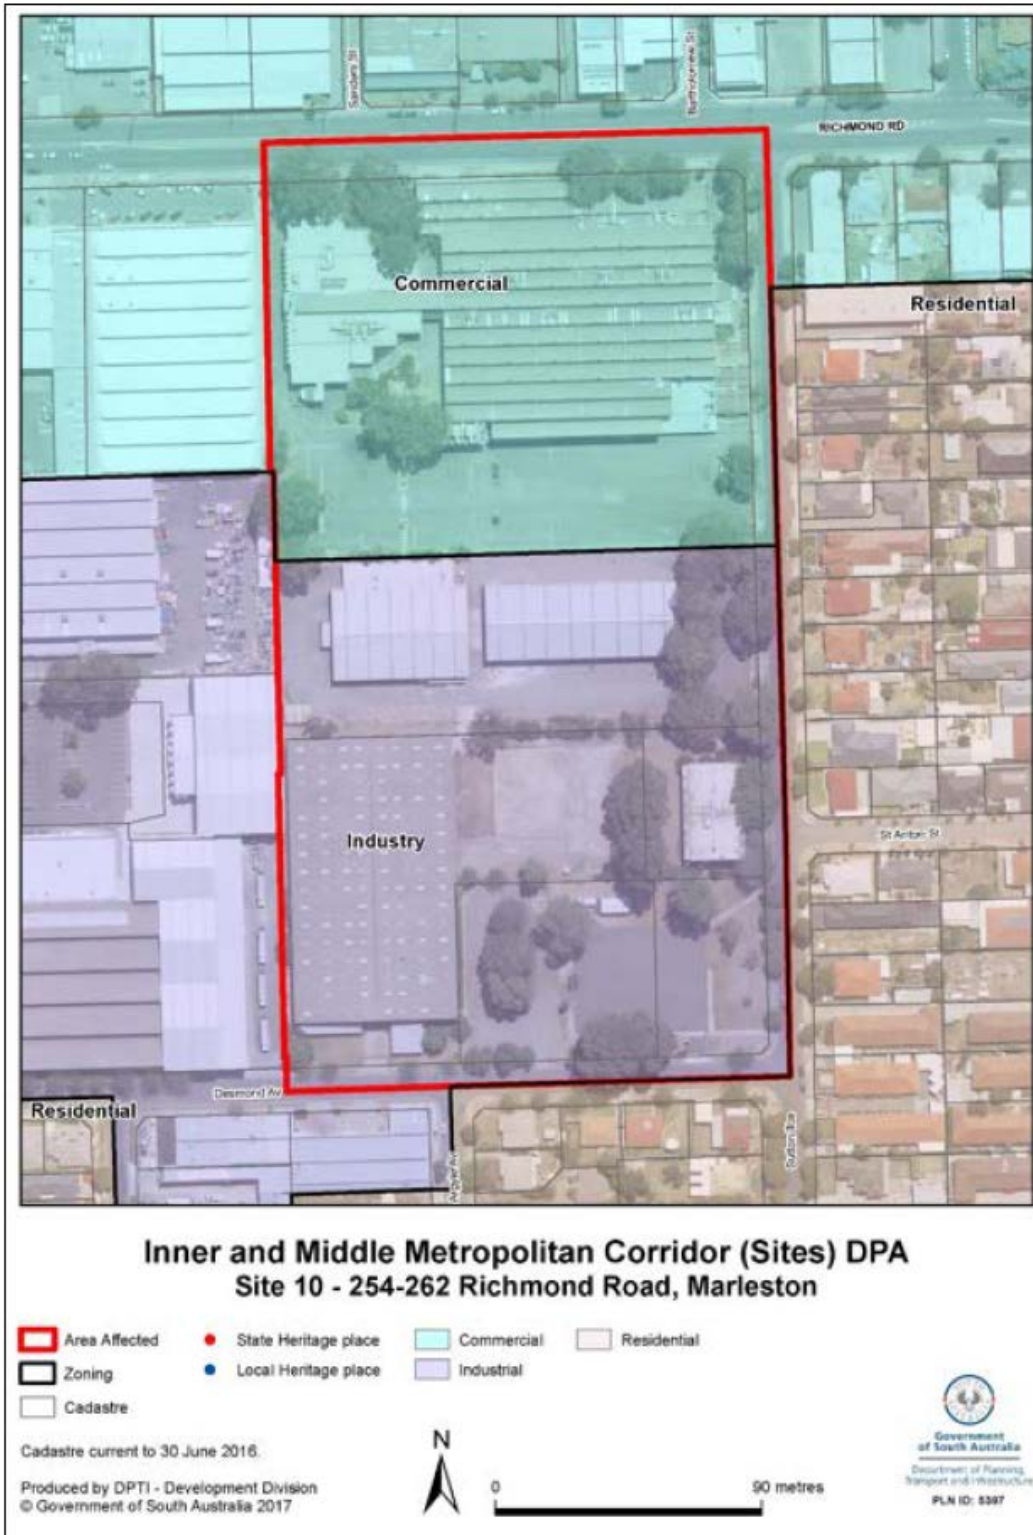 Sanders St
Bartholomew St
RICHMOND RD
Commercial
Residential
Industry
St Anton St
Desmond Av
Residential
Argyle Av
Sutton Tce
Inner and Middle Metropolitan Corridor (Sites) DPA
Site 10 - 254-262 Richmond Road, Marleston
Area Affected
State Heritage place
Commercial
Residential
Zoning
Local Heritage place
Industrial
Cadastre
Cadastre current to 30 June 2016.
Produced by DPTI - Development Division
© Government of South Australia 2017
N
0
90 metres
Government
of South Australia
Department of Planning,
Transport and Infrastructure
PLN ID: 5397